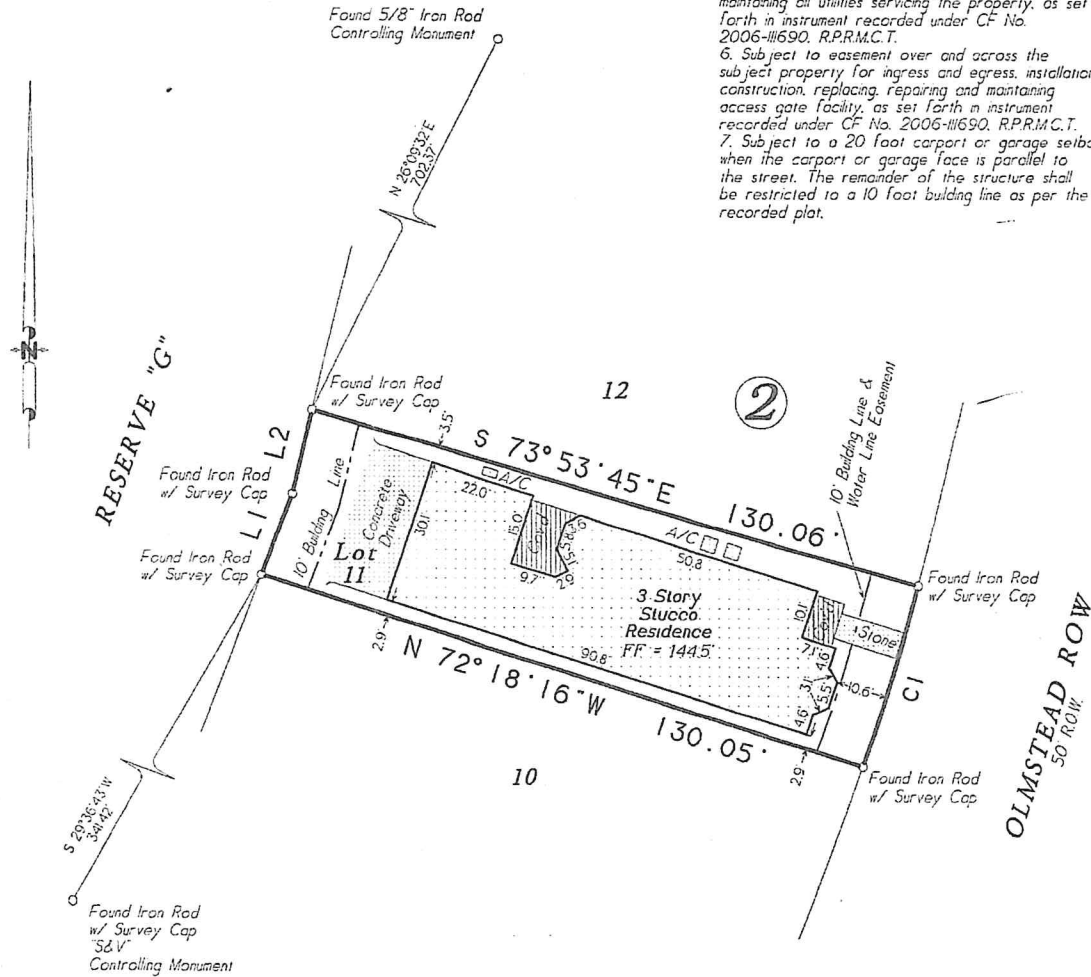 maintaining all utilities servicing the property, as set
forth in instrument recorded under CF No.
2006-111690, R.P.R.M.C.T.
6. Subject to easement over and across the
subject property for ingress and egress, installation
construction, replacing, repairing and maintaining
access gate facility, as set forth in instrument
recorded under CF No. 2006-111690, R.P.R.M.C.T.
7. Subject to a 20 foot carport or garage setba
when the carport or garage face is parallel to
the street. The remainder of the structure shall
be restricted to a 10 foot building line as per the
recorded plat.
Found 5/8" Iron Rod
Controlling Monument
N 26°09'32"E
702.37'
N
RESERVE "G"
Found Iron Rod
w/ Survey Cap
12
2
10' Building Line &
Water Line Easement
3.5'
S 73°53'45"E 130.06'
L2
Found Iron Rod
w/ Survey Cap
L1
Found Iron Rod
w/ Survey Cap
10' Building Line
Concrete
Driveway
Lot
11
30.1'
22.0'
A/C
15.0'
Cov'd
3.6'
5.8'
5.1'
2.9'
9.7'
A/C
50.8
3 Story
Stucco
Residence
FF = 144.5'
10.1'
7.1'
4.6'
3.1'
5.5'
4.6'
Stone
10.6
C1
Found Iron Rod
w/ Survey Cap
OLMSTEAD ROW
50' R.O.W.
90.8
2.9'
N 72°18'16"W 130.05'
2.9'
Found Iron Rod
w/ Survey Cap
10
S 29°36'43"W
341.42'
Found Iron Rod
w/ Survey Cap
"S&V"
Controlling Monument